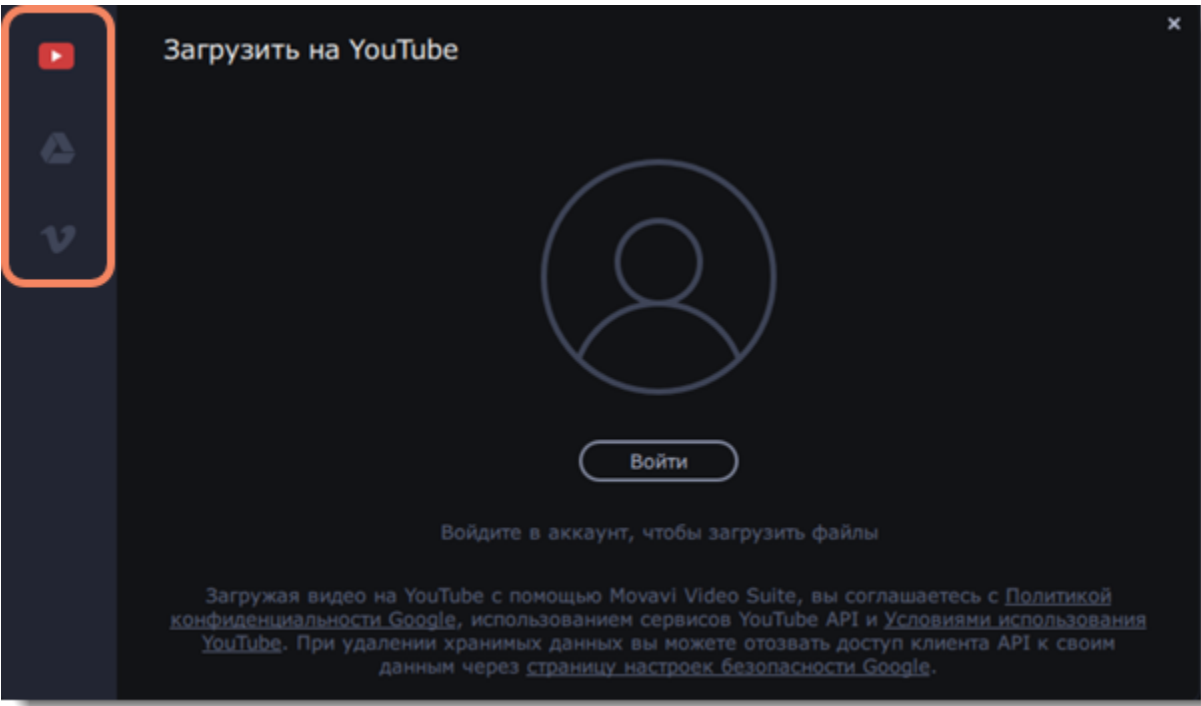 Загрузить на YouTube
Войти
Войдите в аккаунт, чтобы загрузить файлы
Загружая видео на YouTube с помощью Movavi Video Suite, вы соглашаетесь с Политикой
конфиденциальности Google, использованием сервисов YouTube API и Условиями использования
YouTube. При удалении хранимых данных вы можете отозвать доступ клиента API к своим
данным через страницу настроек безопасности Google.